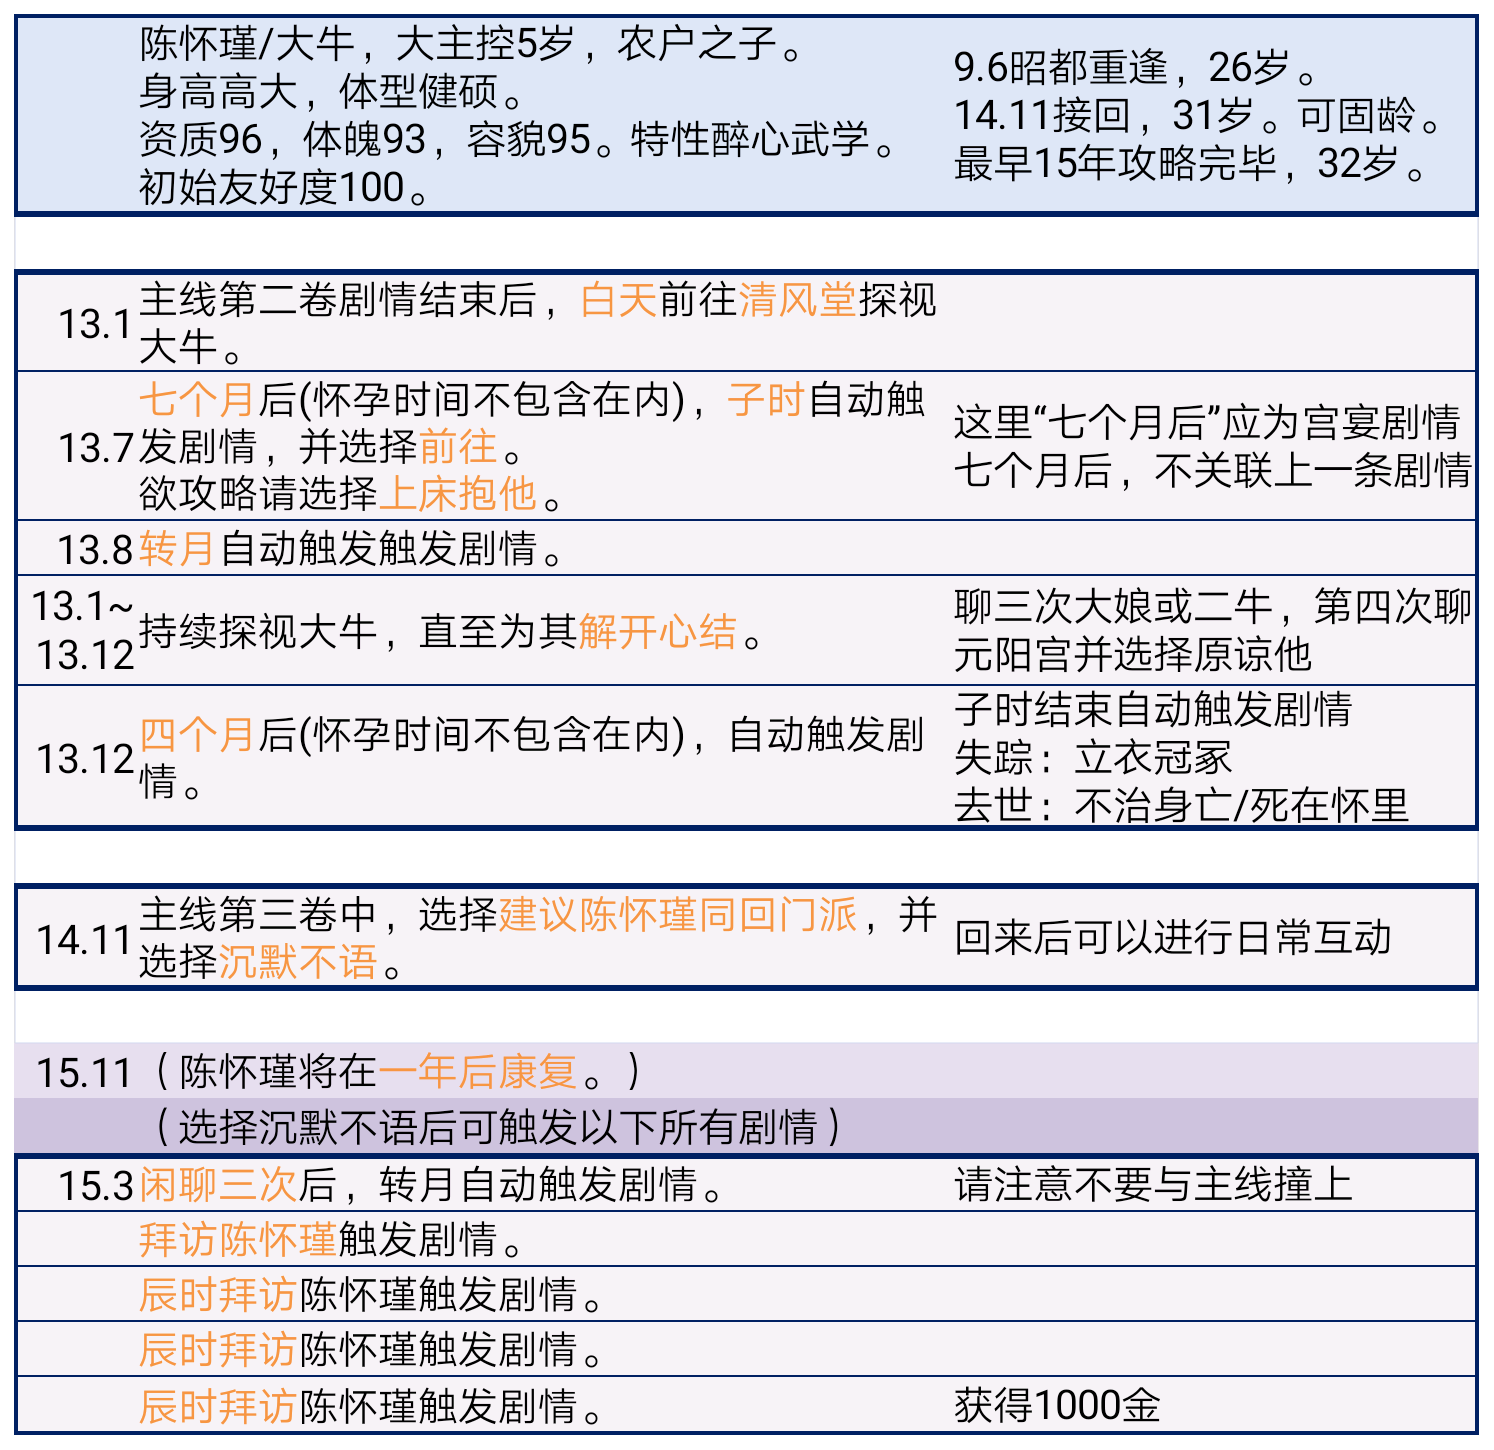 陈怀瑾/大牛，大主控5岁，农户之子。
身高高大，体型健硕。
资质96，体魄93，容貌95。特性醉心武学。
初始友好度100。
9.6昭都重逢，26岁。
14.11接回，31岁。可固龄。
最早15年攻略完毕，32岁。
13.1
主线第二卷剧情结束后，白天前往清风堂探视
大牛。
13.7
七个月后(怀孕时间不包含在内)，子时自动触
发剧情，并选择前往。
欲攻略请选择上床抱他。
这里“七个月后”应为宫宴剧情
七个月后，不关联上一条剧情
13.8
转月自动触发触发剧情。
13.1~
13.12
持续探视大牛，直至为其解开心结。
聊三次大娘或二牛，第四次聊
元阳宫并选择原谅他
13.12
四个月后(怀孕时间不包含在内)，自动触发剧
情。
子时结束自动触发剧情
失踪：立衣冠冢
去世：不治身亡/死在怀里
14.11
主线第三卷中，选择建议陈怀瑾同回门派，并
选择沉默不语。
回来后可以进行日常互动
15.11
（陈怀瑾将在一年后康复。）
（选择沉默不语后可触发以下所有剧情）
15.3
闲聊三次后，转月自动触发剧情。
请注意不要与主线撞上
拜访陈怀瑾触发剧情。
辰时拜访陈怀瑾触发剧情。
辰时拜访陈怀瑾触发剧情。
辰时拜访陈怀瑾触发剧情。
获得1000金